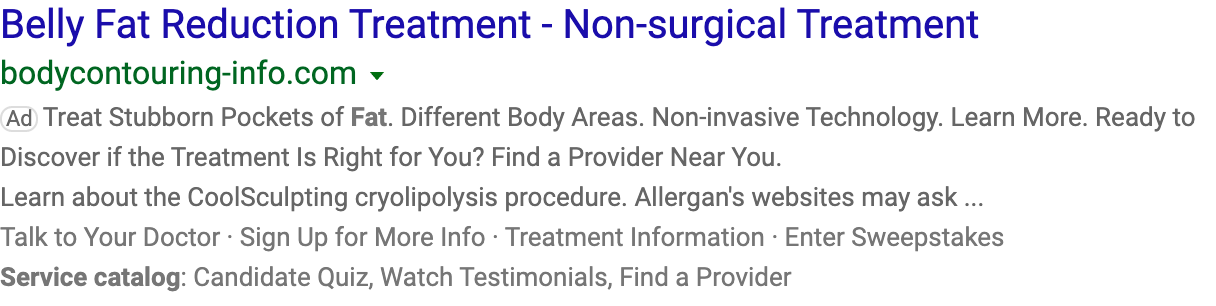 Belly Fat Reduction Treatment - Non-surgical Treatment
bodycontouring-info.com
Ad Treat Stubborn Pockets of Fat. Different Body Areas. Non-invasive Technology. Learn More. Ready to
Discover if the Treatment Is Right for You? Find a Provider Near You.
Learn about the CoolSculpting cryolipolysis procedure. Allergan's websites may ask ...
Talk to Your Doctor · Sign Up for More Info · Treatment Information · Enter Sweepstakes
Service catalog: Candidate Quiz, Watch Testimonials, Find a Provider